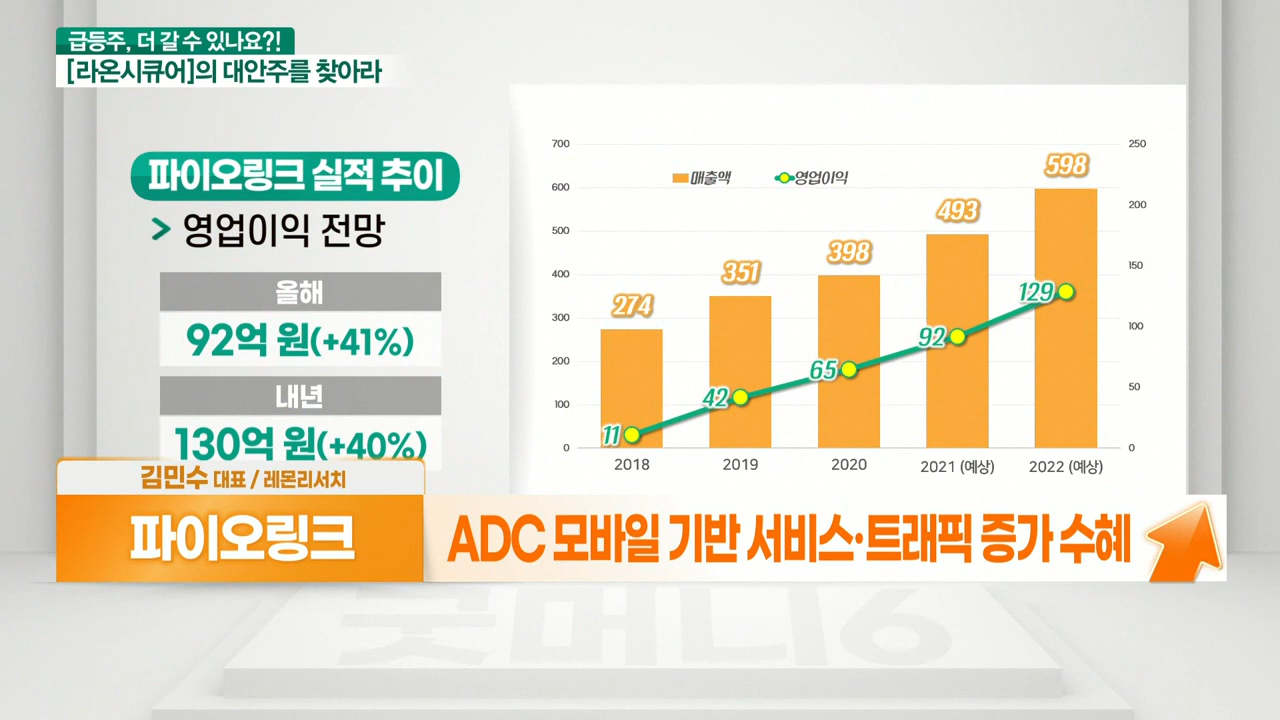 급등주, 더 갈 수 있나요?!
[라온시큐어]의 대안주를 찾아라
파이오링크 실적 추이
> 영업이익 전망
올해
92억 원(+41%)
내년
130억 원(+40%)
매출액 영업이익
700
600
500
400
300
200
100
0
250
200
150
100
50
0
274
351
398
493
598
11
42
65
92
129
2018 2019 2020 2021 (예상) 2022 (예상)
김민수 대표 / 레몬리서치
파이오링크
ADC 모바일 기반 서비스·트래픽 증가 수혜
굿머니6